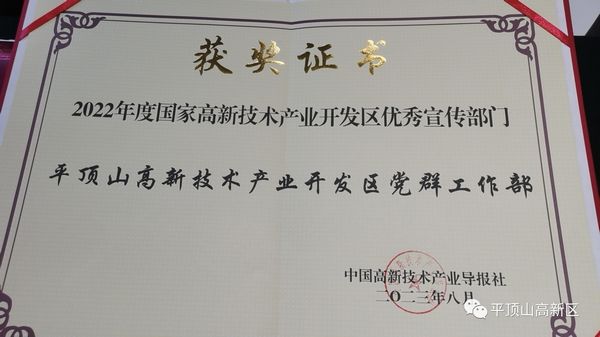 获奖证书
2022年度国家高新技术产业开发区优秀宣传部门
平顶山高新技术产业开发区党群工作部
中国高新技术产业导报社
二〇二三年八月
平顶山高新区